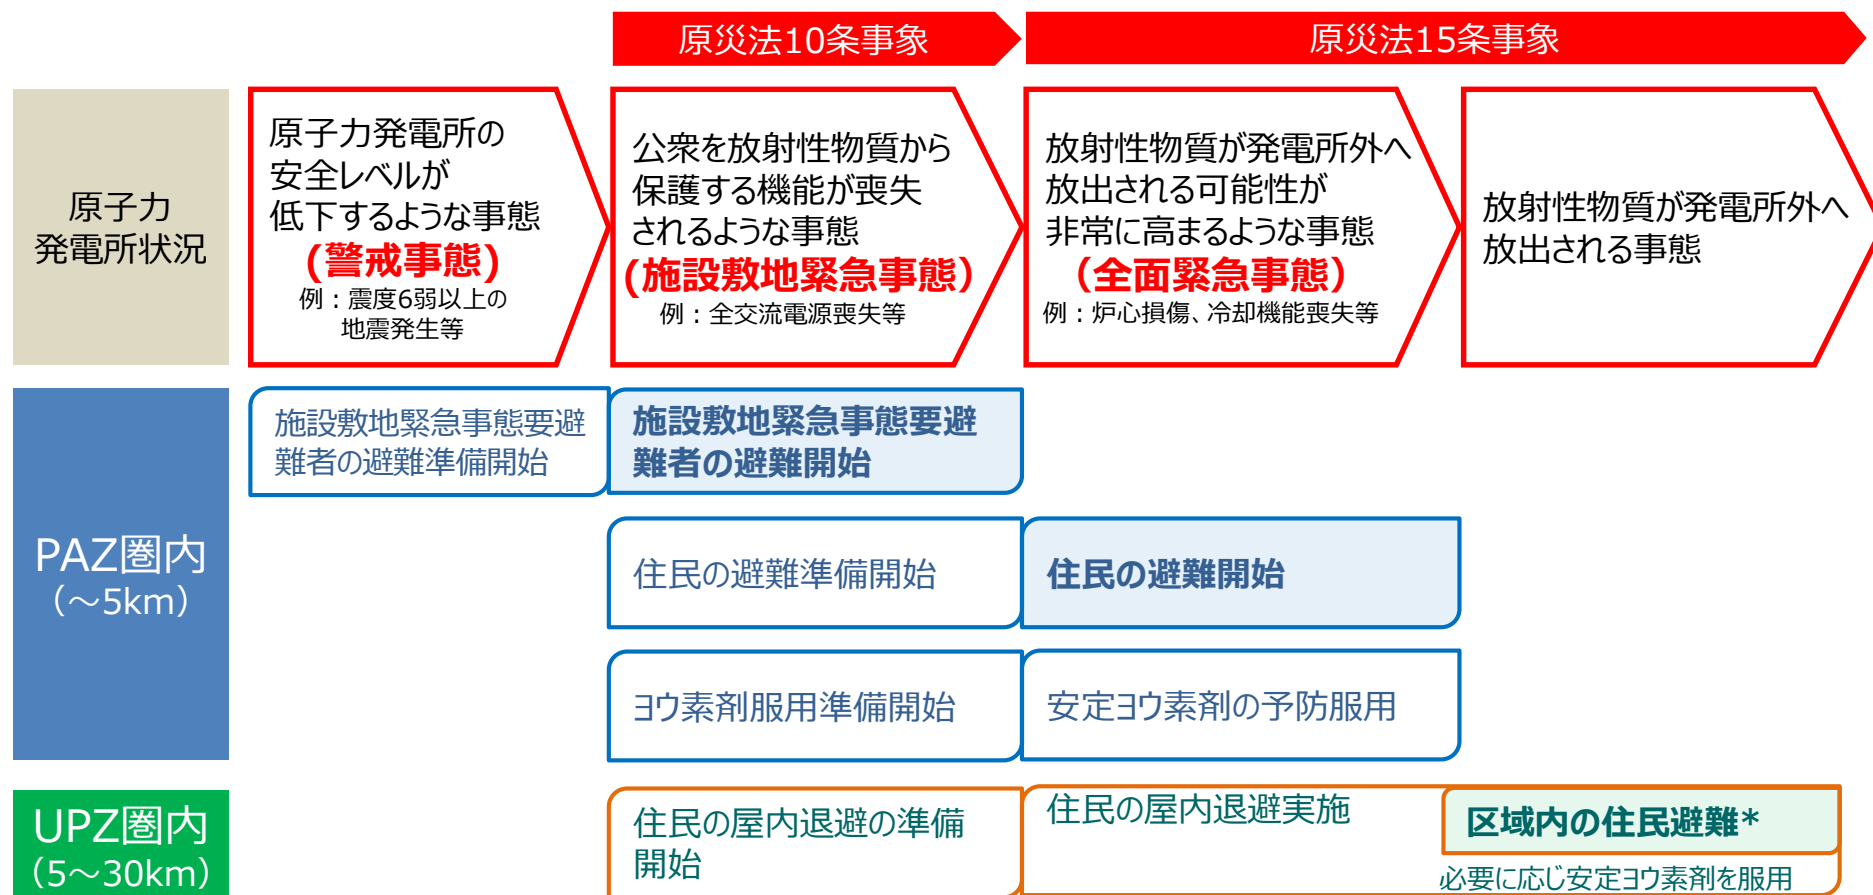 原災法10条事象
原災法15条事象
原子力
発電所状況
原子力発電所の
安全レベルが
低下するような事態
(警戒事態)
例：震度6弱以上の
地震発生等
公衆を放射性物質から
保護する機能が喪失
されるような事態
(施設敷地緊急事態）
例：全交流電源喪失等
放射性物質が発電所外へ
放出される可能性が
非常に高まるような事態
（全面緊急事態）
例：炉心損傷、冷却機能喪失等
放射性物質が発電所外へ
放出される事態
PAZ圏内
（～5km）
施設敷地緊急事態要避
難者の避難準備開始
施設敷地緊急事態要避
難者の避難開始
住民の避難準備開始
住民の避難開始
ヨウ素剤服用準備開始
安定ヨウ素剤の予防服用
UPZ圏内
（5～30km）
住民の屋内退避の準備
開始
住民の屋内退避実施
区域内の住民避難*
必要に応じ安定ヨウ素剤を服用